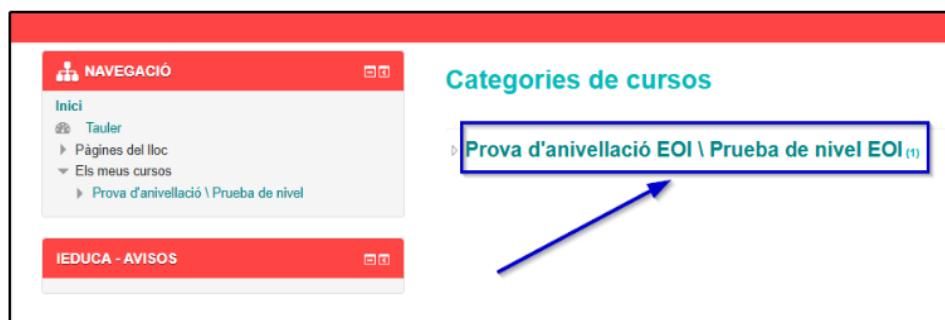 NAVEGACIÓ
Inici
Tauler
Pàgines del lloc
Els meus cursos
Prova d'anivellació \ Prueba de nivel
IEDUCA - AVISOS
Categories de cursos
Prova d'anivellació EOI \ Prueba de nivel EOI (1)